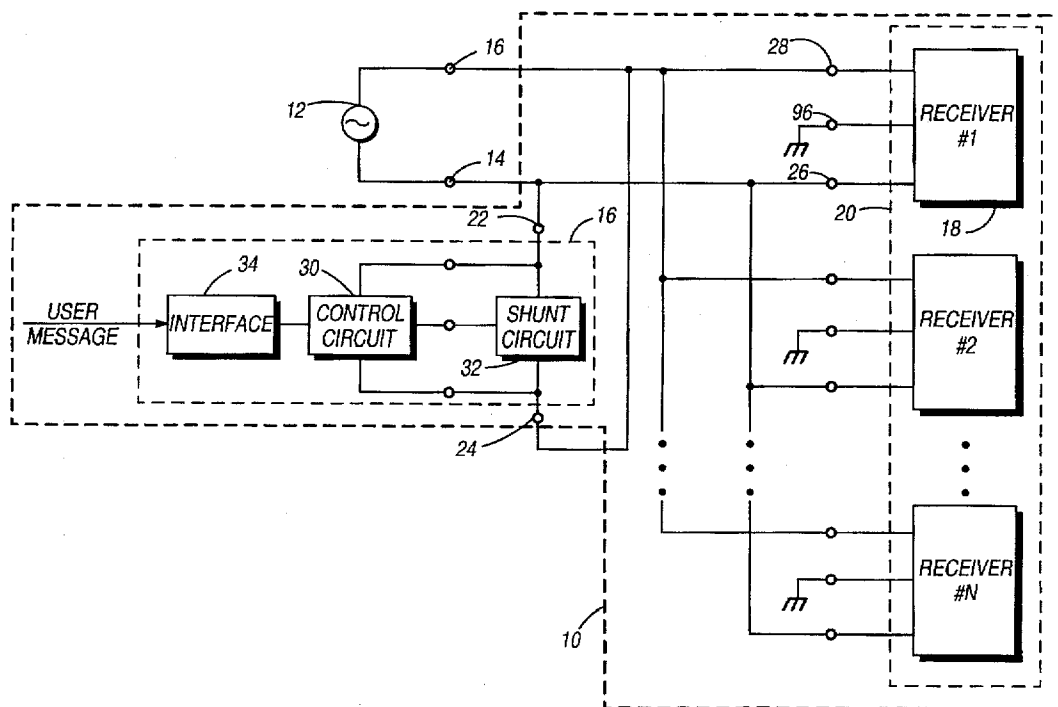 16
28
12
96
RECEIVER
#1
14
26
20
18
22
16
34
30
USER
MESSAGE
INTERFACE
CONTROL
CIRCUIT
SHUNT
CIRCUIT
32
RECEIVER
#2
24
10
RECEIVER
#N